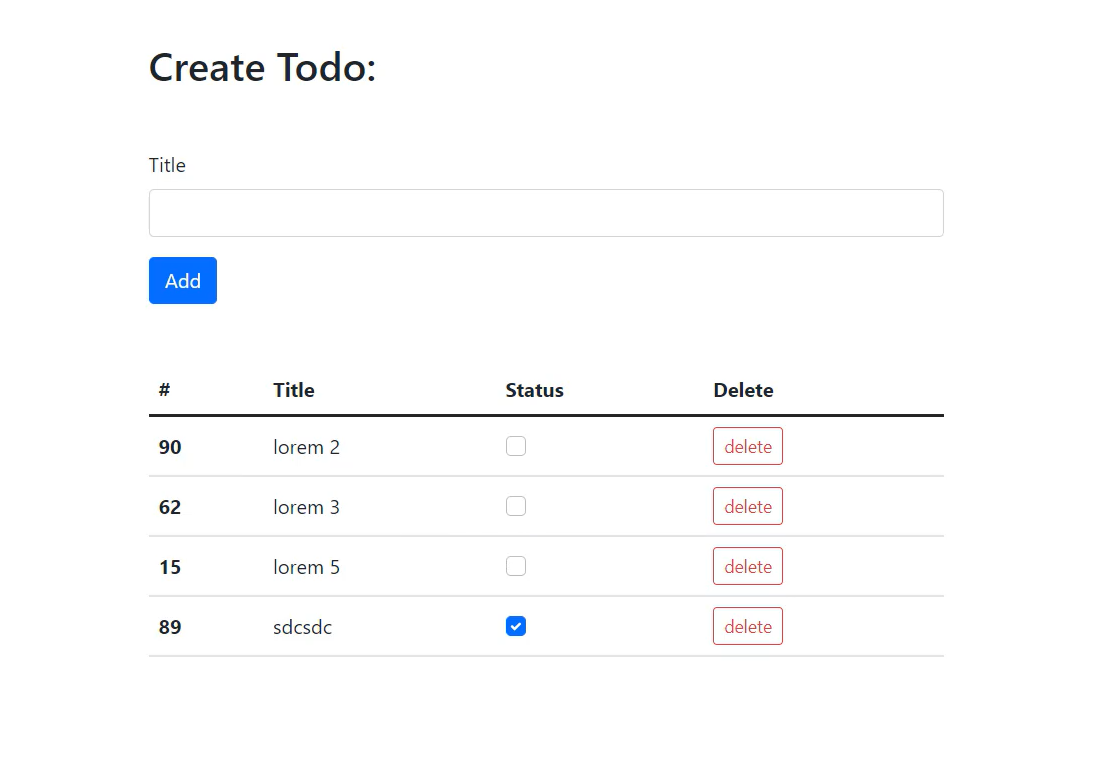 Create Todo:
Title
Add
# Title Status Delete
90 lorem 2 delete
62 lorem 3 delete
15 lorem 5 delete
89 sdcsdc delete